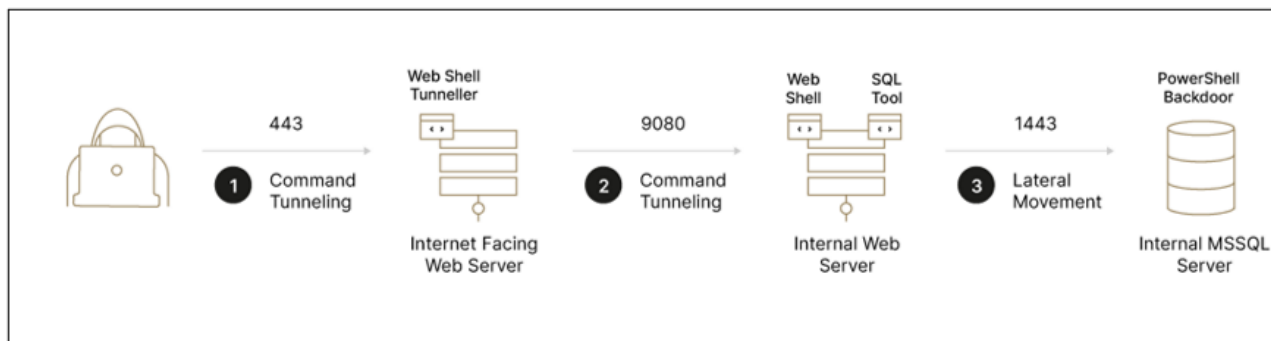 Web Shell
Tunneller
443
1
Command
Tunneling
Internet Facing
Web Server
9080
2
Command
Tunneling
Web
Shell
SQL
Tool
Internal Web
Server
1443
3
Lateral
Movement
PowerShell
Backdoor
Internal MSSQL
Server